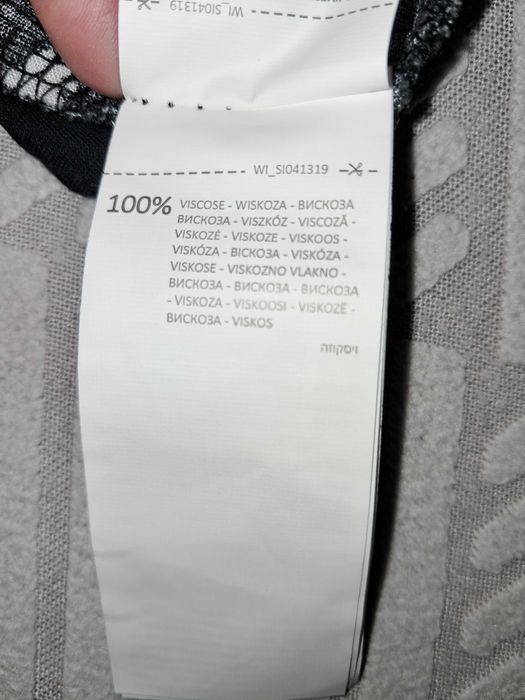 WI_SI041319
WI_SI041319
100% VISCOSE - WISKOZA - ВИСКОЗА
ВИСКОЗА - VISZKÓZ - VISCOZĂ -
VISKOZĖ - VISKOZE - VISKOOS -
VISKÓZA - ВІСКОЗА - VISKÓZA -
VISKOSE - VISKOZNO VLAKNO -
ВИСКОЗА - ВИСКОЗА - ВИСКОЗА
- VISKOZA - VISKOOSI - VISKOZË -
ВИСКОЗА - VISKOS
ויסקוזה